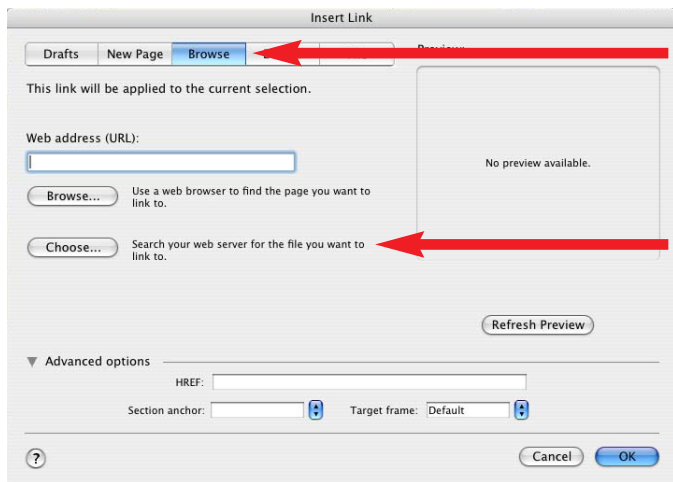 Insert Link
Drafts New Page Browse
Preview:
This link will be applied to the current selection.
Web address (URL):
No preview available.
Browse... Use a web browser to find the page you want to
link to.
Choose... Search your web server for the file you want to
link to.
Refresh Preview
Advanced options
HREF:
Section anchor: Target frame: Default
? Cancel OK